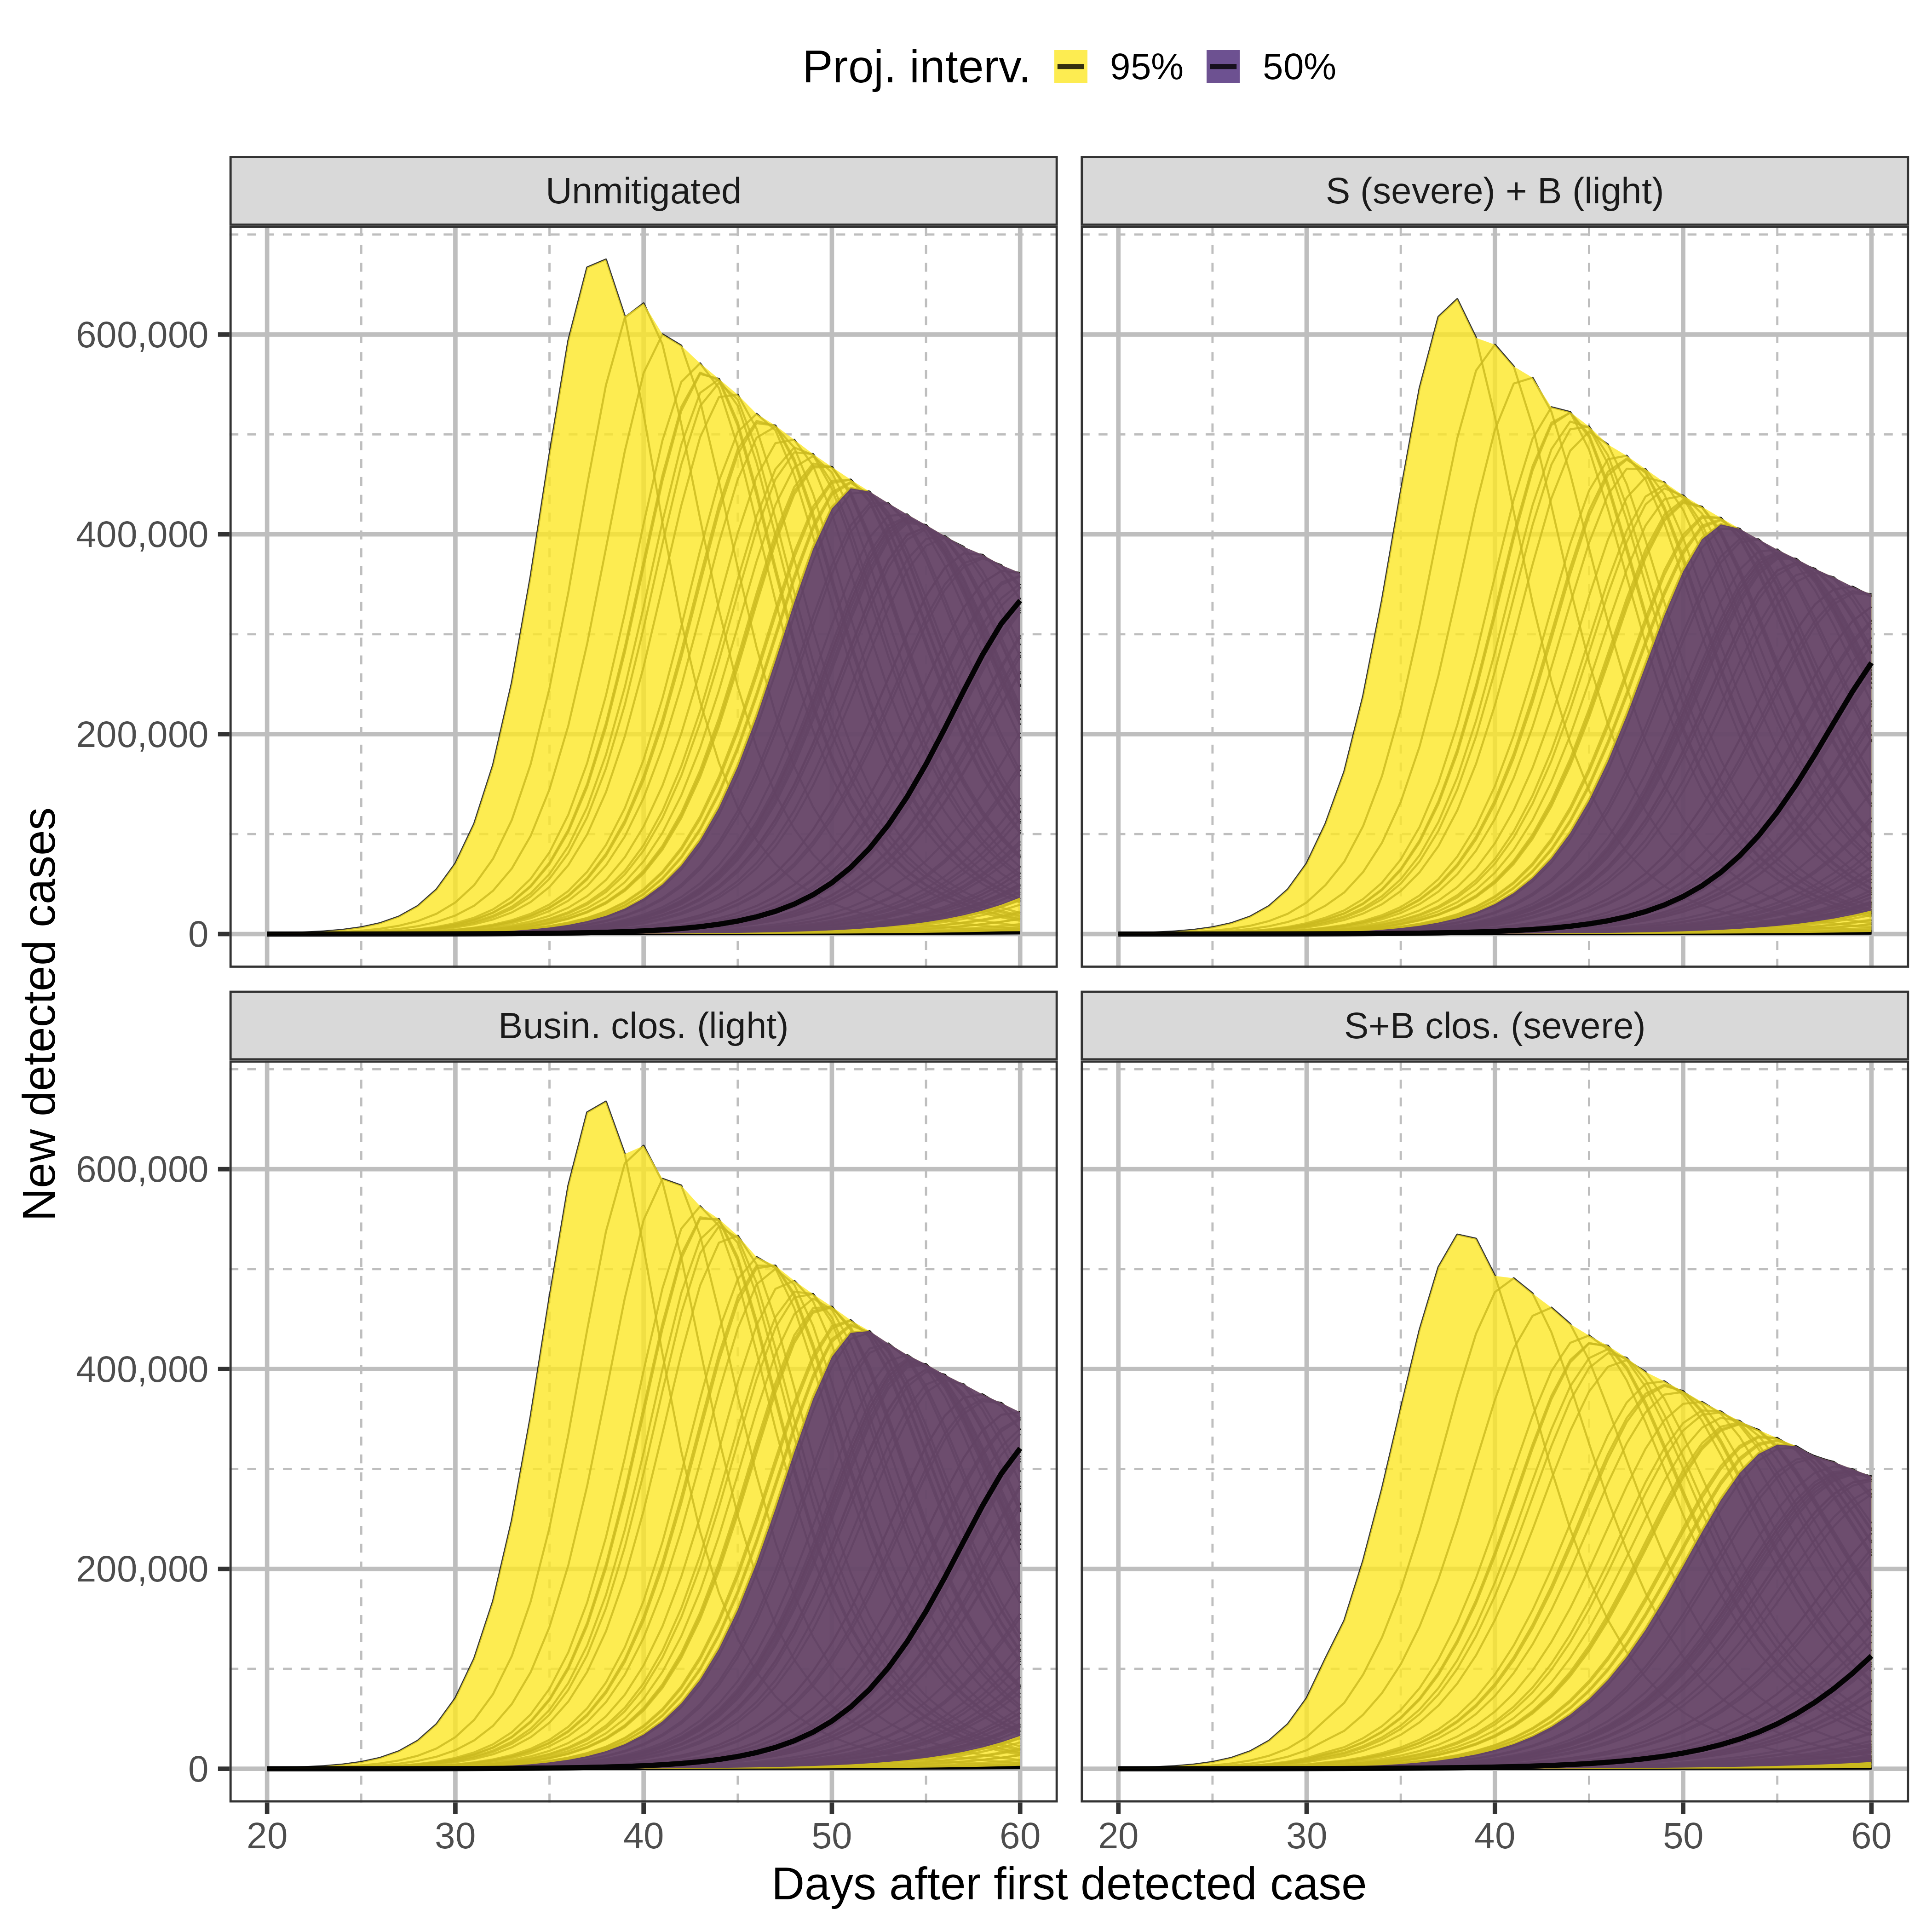 Proj. interv. 95% 50%
Unmitigated
S (severe) + B (light)
600,000
400,000
200,000
0
Busin. clos. (light)
S+B clos. (severe)
600,000
400,000
200,000
0
20 30 40 50 60
20 30 40 50 60
New detected cases
Days after first detected case